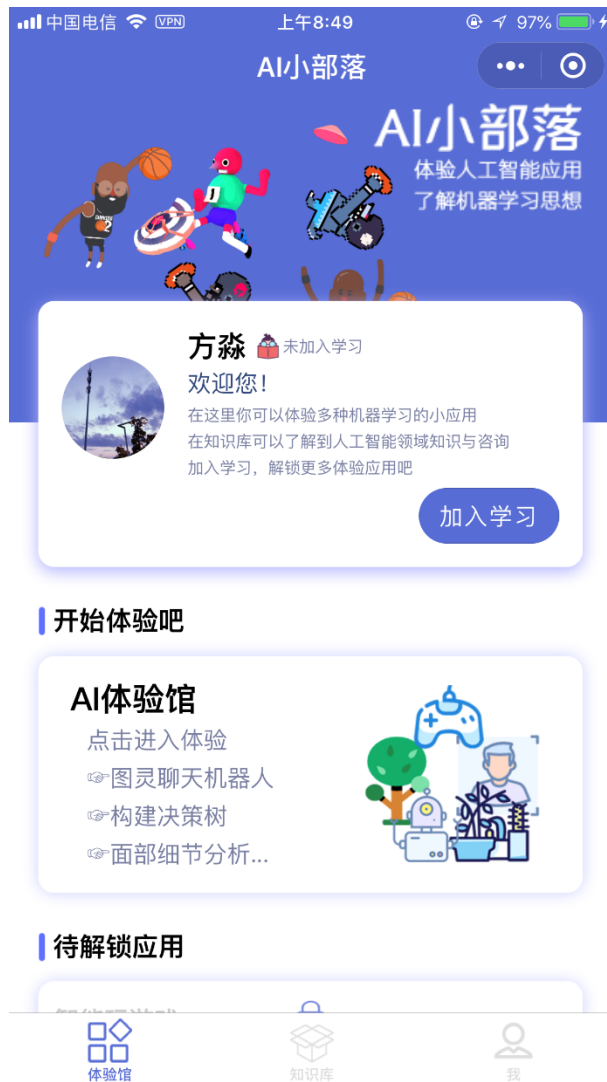 中国电信 VPN 上午8:49 97%
AI小部落
AI小部落
体验人工智能应用
了解机器学习思想
方淼 未加入学习
欢迎您!
在这里你可以体验多种机器学习的小应用
在知识库可以了解到人工智能领域知识与咨询
加入学习，解锁更多体验应用吧
加入学习
开始体验吧
AI体验馆
点击进入体验
☞图灵聊天机器人
☞构建决策树
☞面部细节分析...
待解锁应用
体验馆 知识库 我